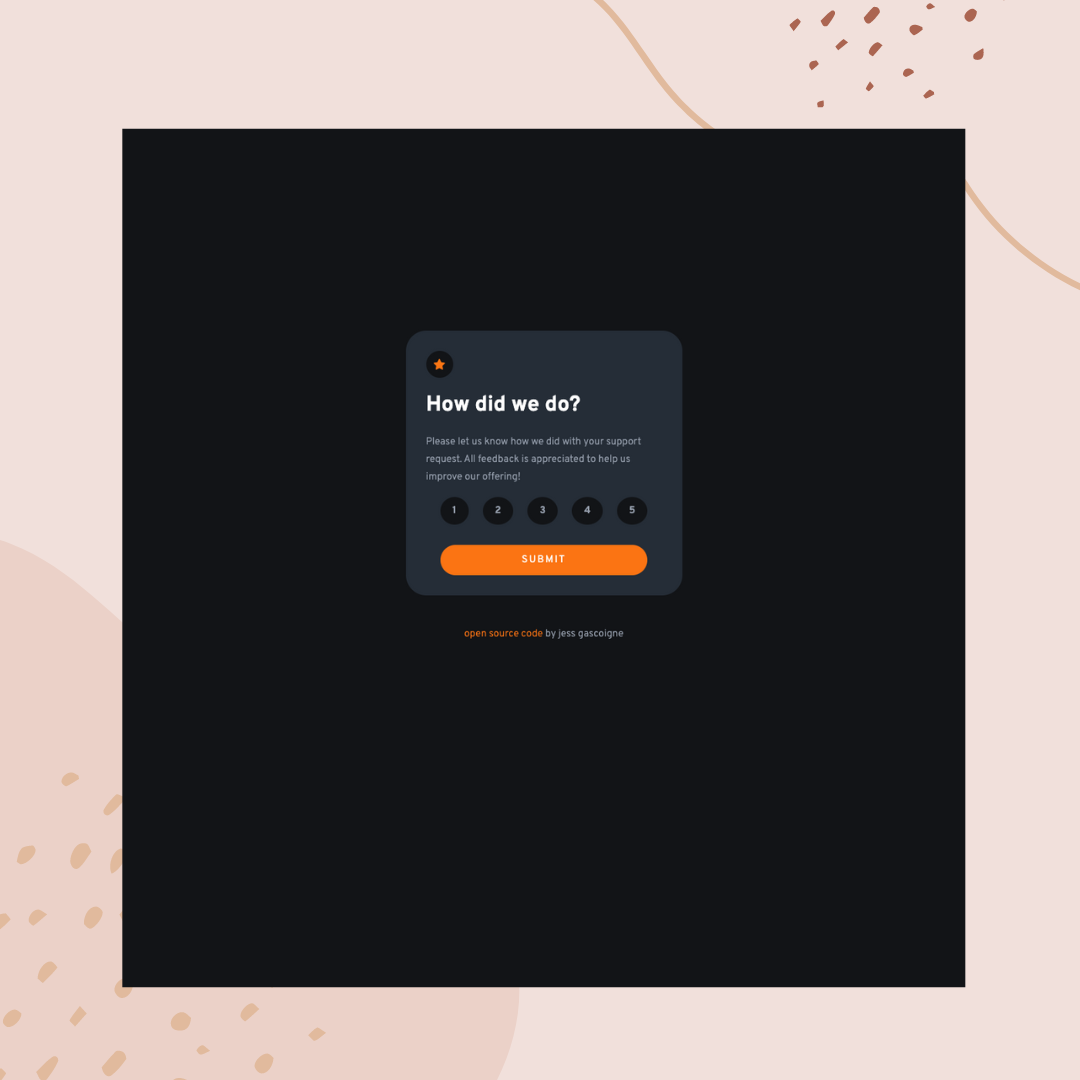 How did we do?
Please let us know how we did with your support
request. All feedback is appreciated to help us
improve our offering!
1 2 3 4 5
SUBMIT
open source code by jess gascoigne